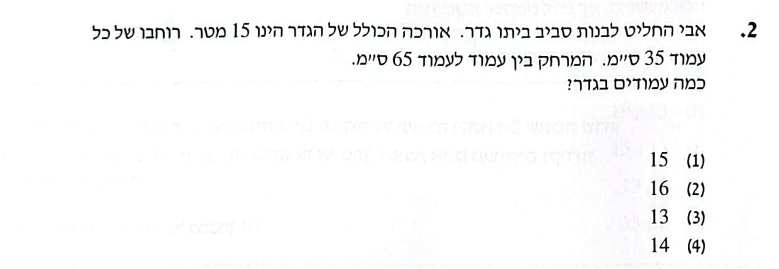 2. אבי החליט לבנות סביב ביתו גדר. אורכה הכולל של הגדר הינו 15 מטר. רוחבו של כל
עמוד 35 ס״מ. המרחק בין עמוד לעמוד 65 ס״מ.
כמה עמודים בגדר?
(1) 15
(2) 16
(3) 13
(4) 14